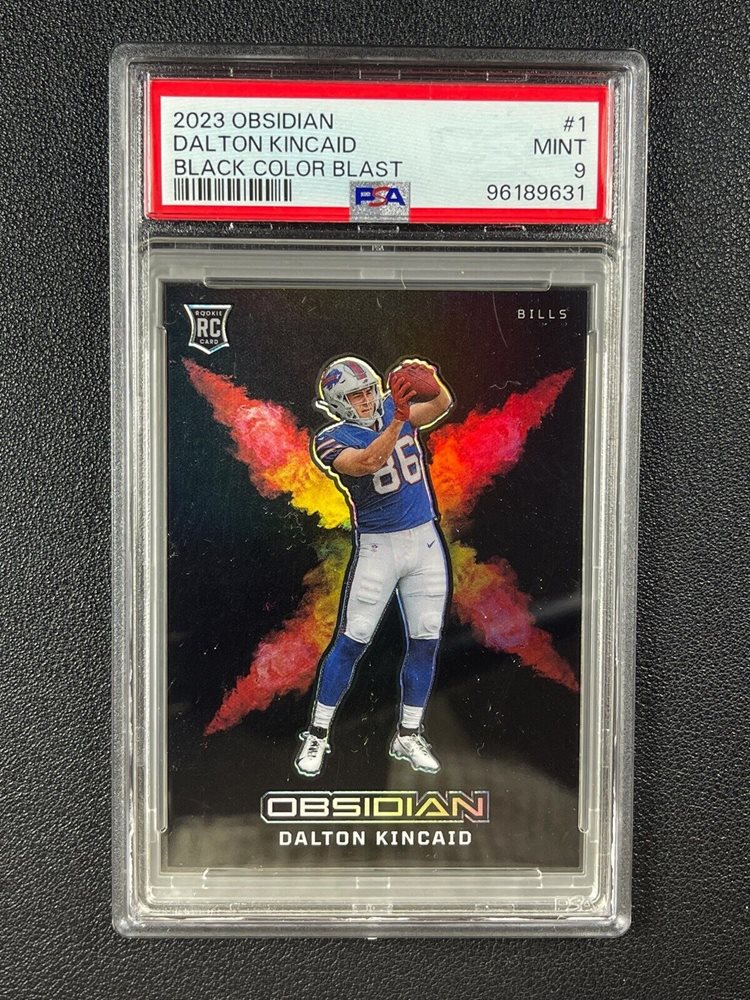 2023 OBSIDIAN #1
DALTON KINCAID MINT
BLACK COLOR BLAST 9
PSA 96189631
ROOKIE
RC
CARD
BILLS
86
OBSIDIAN
DALTON KINCAID
PSA